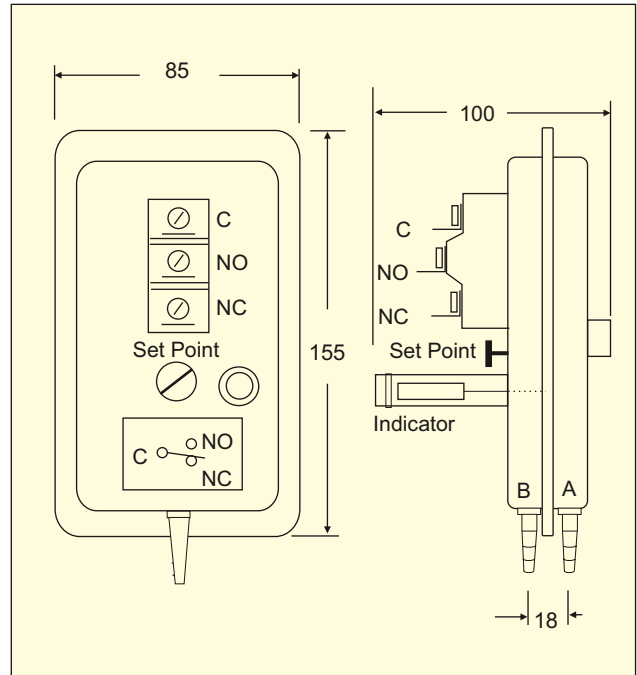 85
C
NO
NC
Set Point
155
C
NO
NC
100
C
NO
NC
Set Point
Indicator
B A
18